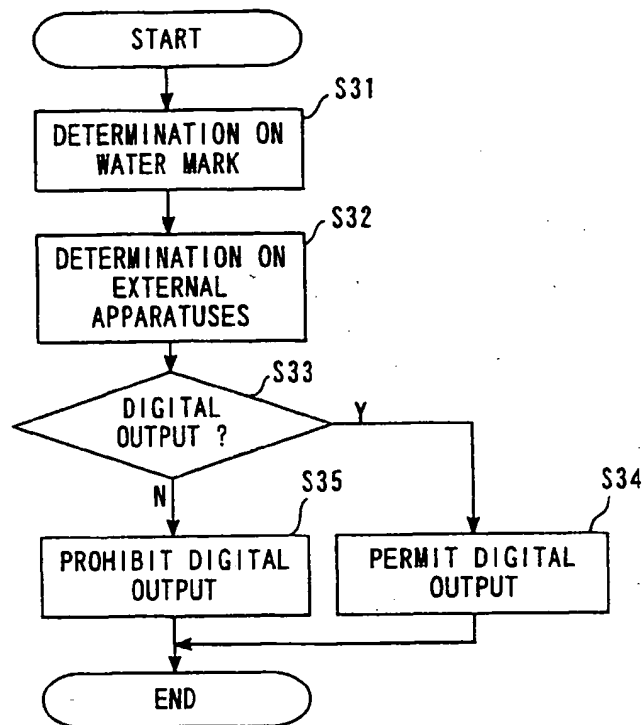 START
S31
DETERMINATION ON
WATER MARK
S32
DETERMINATION ON
EXTERNAL
APPARATUSES
S33
DIGITAL
OUTPUT ?
Y
N
S35
PROHIBIT DIGITAL
OUTPUT
S34
PERMIT DIGITAL
OUTPUT
END